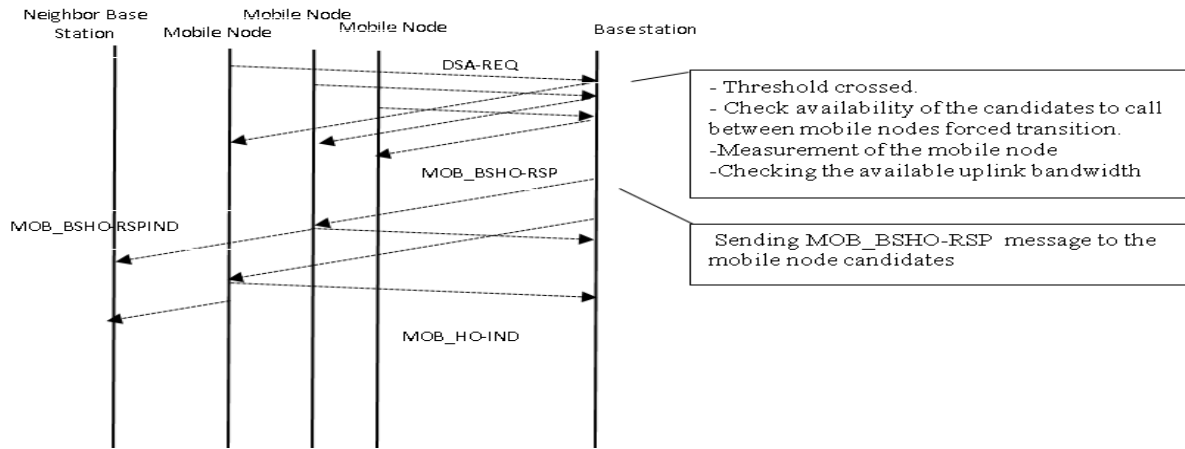 Neighbor Base
Station
Mobile Node
Mobile Node
Mobile Node
Basestation
DSA-REQ
- Threshold crossed.
- Check availability of the candidates to call
between mobile nodes forced transition.
-Measurement of the mobile node
-Checking the available uplink bandwidth
MOB_BSHO-RSP
MOB_BSHO-RSPIND
Sending MOB_BSHO-RSP message to the
mobile node candidates
MOB_HO-IND